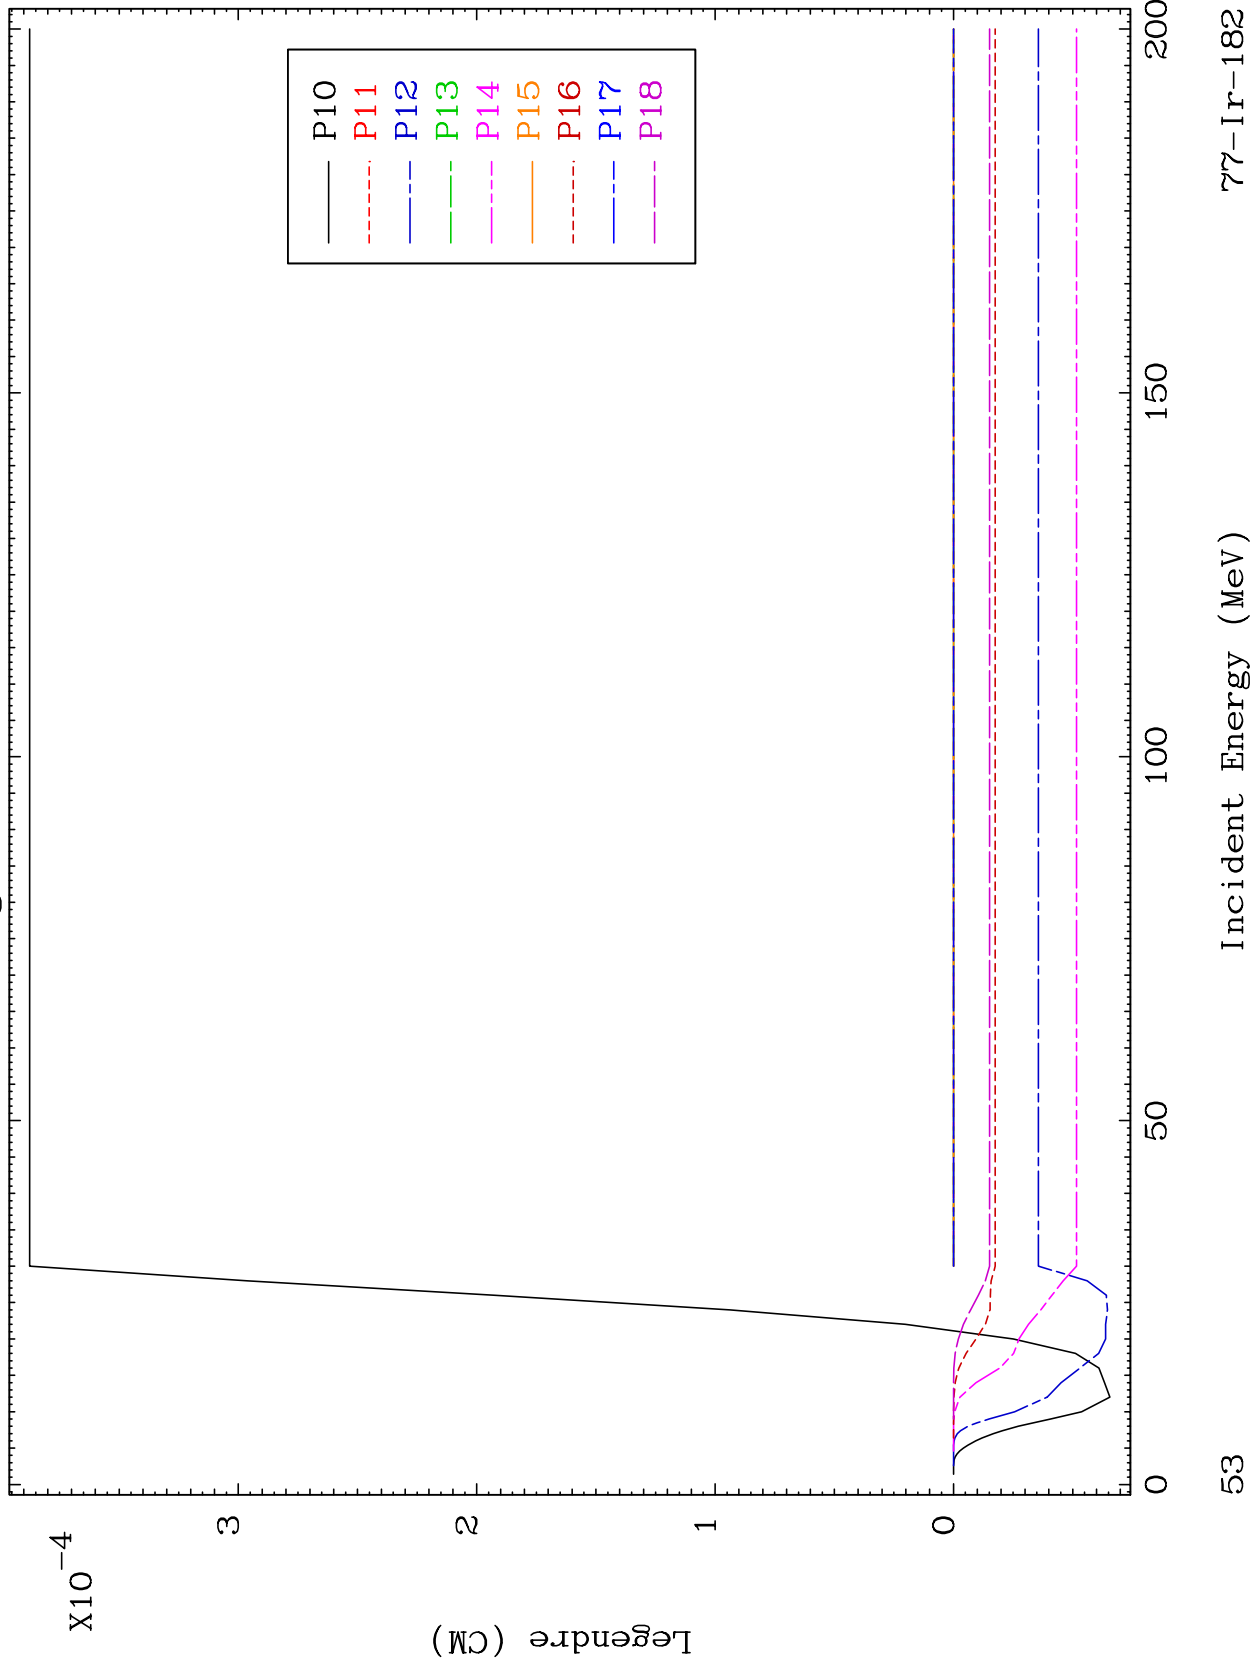 X10-4
3
2
1
0
Legendre (CM)
P10
P11
P12
P13
P14
P15
P16
P17
P18
0
50
100
150
200
Incident Energy (MeV)
53
77-Ir-182